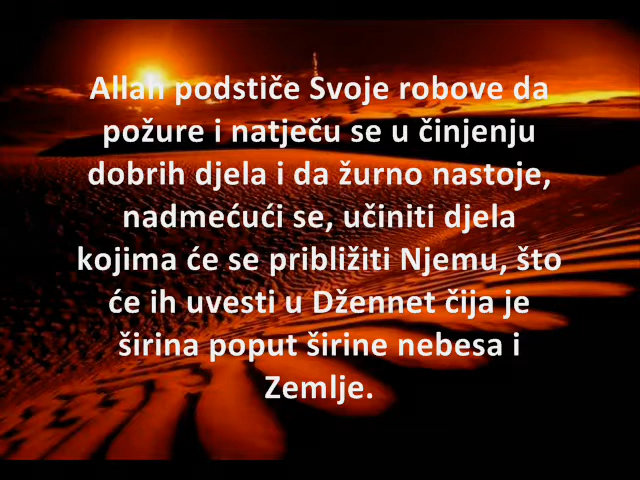 Allah podstiče Svoje robove da
požure i natječu se u činjenju
dobrih djela i da žurno nastoje,
nadmećući se, učiniti djela
kojima će se približiti Njemu, što
će ih uvesti u Džennet čija je
širina poput širine nebesa i
Zemlje.